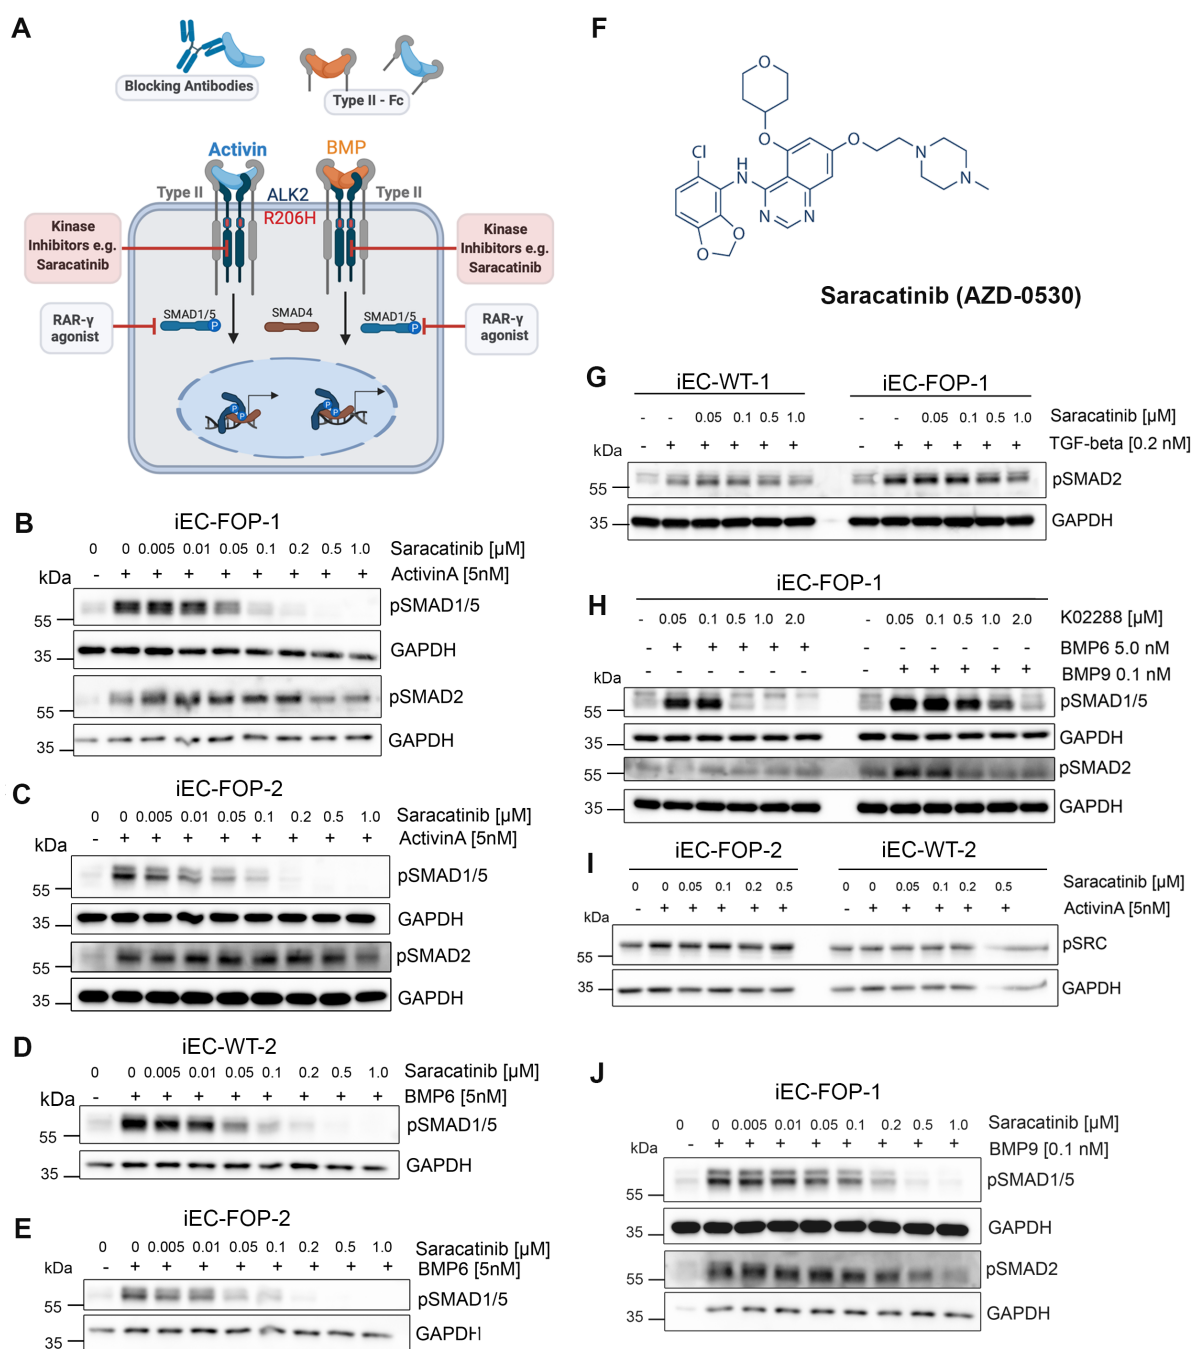 A
Blocking Antibodies
Type II - Fc
Activin
BMP
Type II
ALK2
Type II
R206H
Kinase
Inhibitors e.g.
Saracatinib
Kinase
Inhibitors e.g.
Saracatinib
RAR-γ
agonist
SMAD1/5
P
SMAD4
SMAD1/5
P
RAR-γ
agonist
P
P
P
P
B
iEC-FOP-1
0 0 0.005 0.01 0.05 0.1 0.2 0.5 1.0 Saracatinib [µM]
kDa - + + + + + + + + ActivinA [5nM]
55 pSMAD1/5
35 GAPDH
55 pSMAD2
35 GAPDH
C
iEC-FOP-2
0 0 0.005 0.01 0.05 0.1 0.2 0.5 1.0 Saracatinib [µM]
kDa - + + + + + + + + ActivinA [5nM]
55 pSMAD1/5
35 GAPDH
55 pSMAD2
35 GAPDH
D
iEC-WT-2
0 0 0.005 0.01 0.05 0.1 0.2 0.5 1.0 Saracatinib [µM]
kDa - + + + + + + + + BMP6 [5nM]
55 pSMAD1/5
35 GAPDH
E
iEC-FOP-2
0 0 0.005 0.01 0.05 0.1 0.2 0.5 1.0 Saracatinib [µM]
kDa - + + + + + + + + BMP6 [5nM]
55 pSMAD1/5
35 GAPDH
F
O
O
O
Cl
H
N
N
N
N
N
Me
O
O
Saracatinib (AZD-0530)
G
iEC-WT-1 iEC-FOP-1
- - 0.05 0.1 0.5 1.0 - - 0.05 0.1 0.5 1.0 Saracatinib [µM]
kDa - + + + + + - + + + + + TGF-beta [0.2 nM]
55 pSMAD2
35 GAPDH
iEC-FOP-1
H
- 0.05 0.1 0.5 1.0 2.0 - 0.05 0.1 0.5 1.0 2.0 K02288 [µM]
- + + + + + - - - - - - BMP6 5.0 nM
kDa - - - - - - - + + + + + BMP9 0.1 nM
55 pSMAD1/5
35 GAPDH
55 pSMAD2
35 GAPDH
I
iEC-FOP-2 iEC-WT-2
0 0 0.05 0.1 0.2 0.5 0 0 0.05 0.1 0.2 0.5 Saracatinib [µM]
kDa - + + + + + - + + + + + ActivinA [5nM]
55 pSRC
35 GAPDH
J
iEC-FOP-1
0 0 0.005 0.01 0.05 0.1 0.2 0.5 1.0 Saracatinib [µM]
kDa - + + + + + + + + BMP9 [0.1 nM]
55 pSMAD1/5
35 GAPDH
55 pSMAD2
35 GAPDH